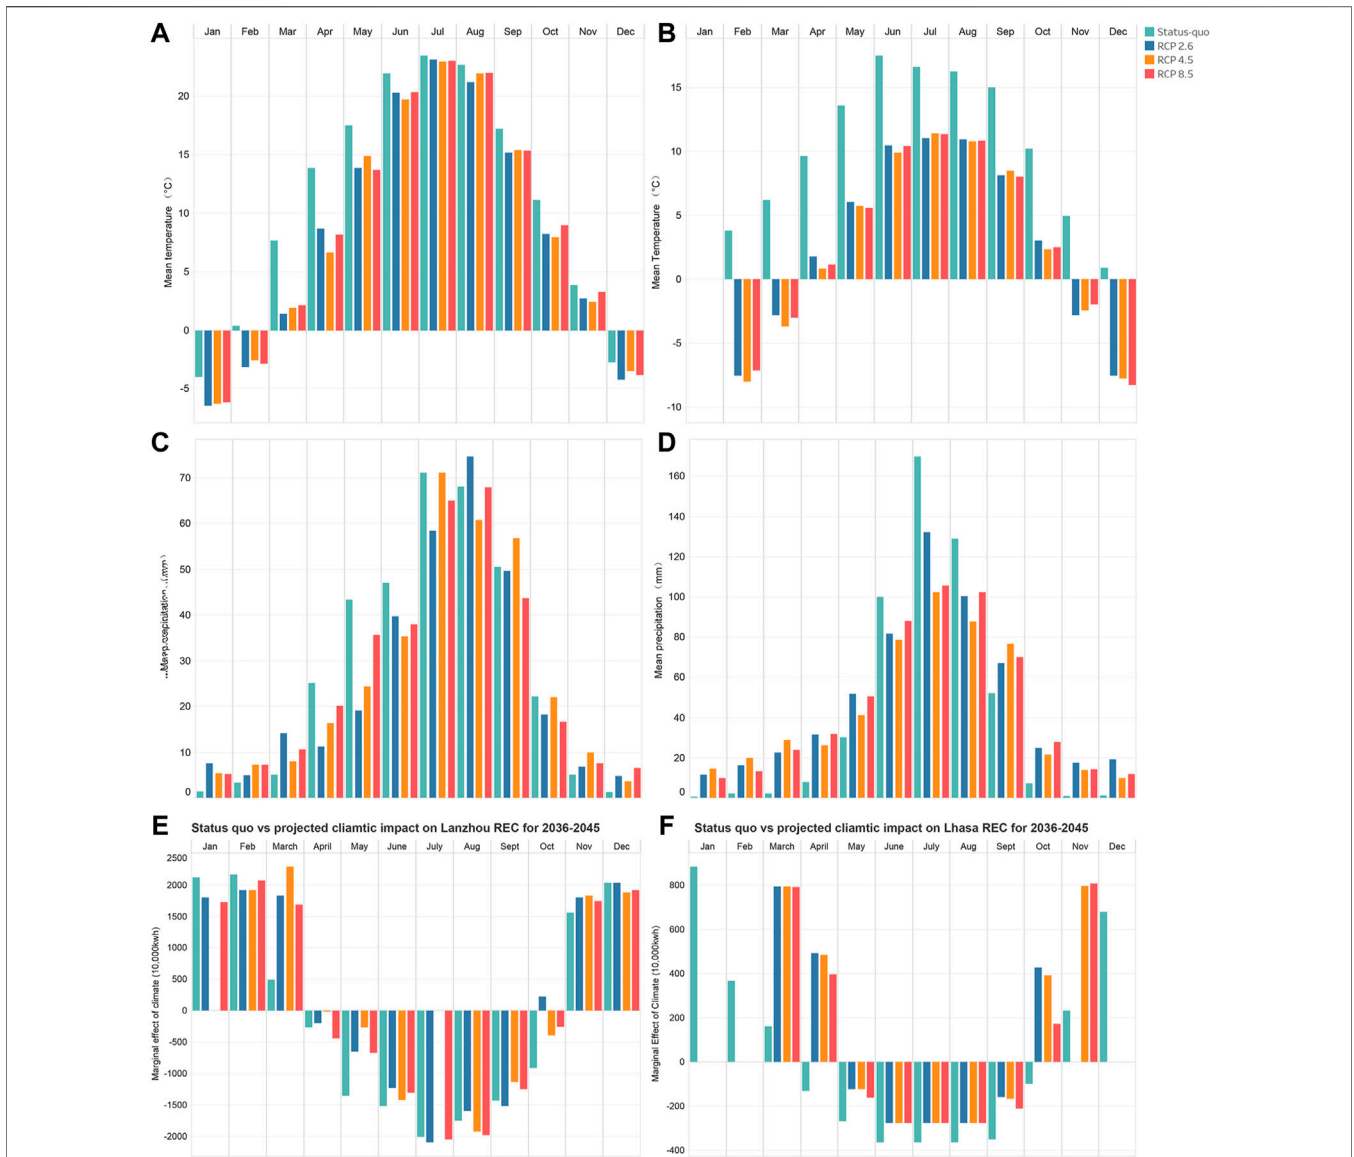 A
Jan Feb Mar Apr May Jun Jul Aug Sep Oct Nov Dec
20
15
10
5
0
-5
Mean temperature (°C)
B
Jan Feb Mar Apr May Jun Jul Aug Sep Oct Nov Dec
15
10
5
0
-5
-10
Mean Temperature (°C)
Status-quo
RCP 2.6
RCP 4.5
RCP 8.5
C
70
60
50
40
30
20
10
0
Mean precipitation (mm)
D
160
140
120
100
80
60
40
20
0
Mean precipitation (mm)
E Status quo vs projected cliamtic impact on Lanzhou REC for 2036-2045
Jan Feb March April May June July Aug Sept Oct Nov Dec
2500
2000
1500
1000
500
0
-500
-1000
-1500
-2000
Marginal effect of climate (10,000kwh)
F Status quo vs projected cliamtic impact on Lhasa REC for 2036-2045
Jan Feb March April May June July Aug Sept Oct Nov Dec
800
600
400
200
0
-200
-400
Marginal Effect of Climate (10,000kwh)